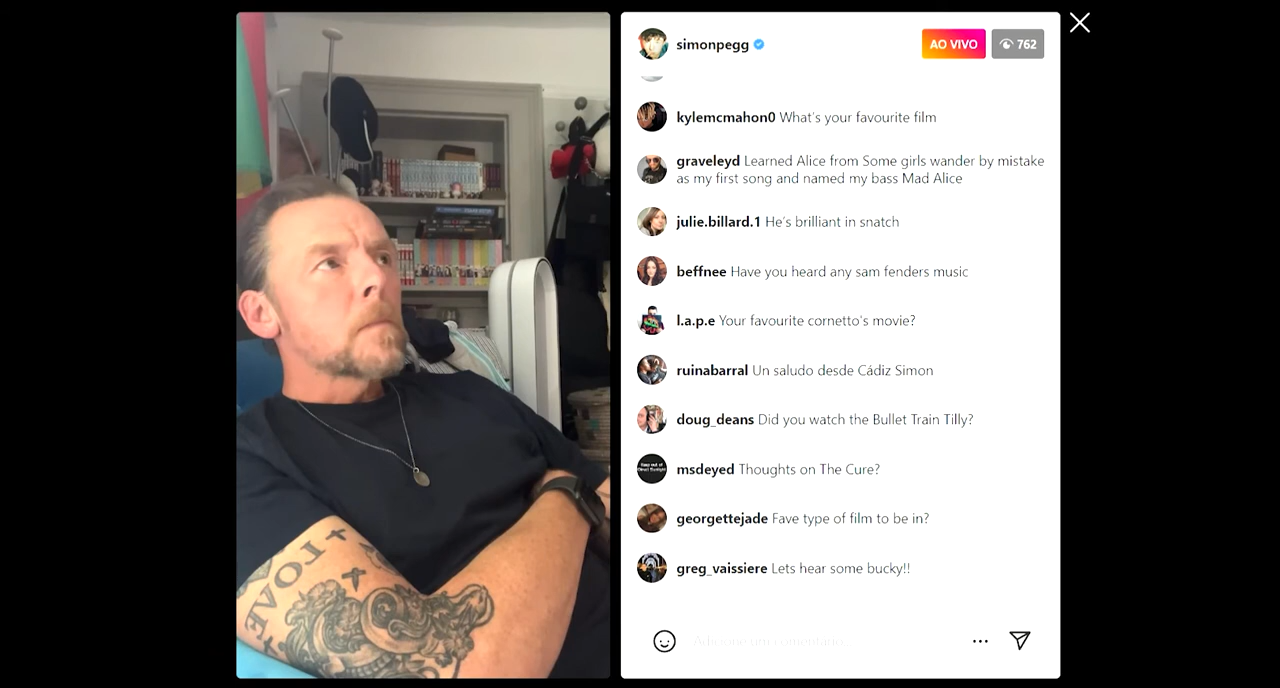 simonpegg
AO VIVO
762
kylemcmahon0 What's your favourite film
graveleyd Learned Alice from Some girls wander by mistake
as my first song and named my bass Mad Alice
julie.billard.1 He's brilliant in snatch
beffnee Have you heard any sam fenders music
l.a.p.e Your favourite cornetto's movie?
ruinabarral Un saludo desde Cádiz Simon
doug_deans Did you watch the Bullet Train Tilly?
msdeyed Thoughts on The Cure?
georgettejade Fave type of film to be in?
greg_vaissiere Lets hear some bucky!!
Adicione um comentário...